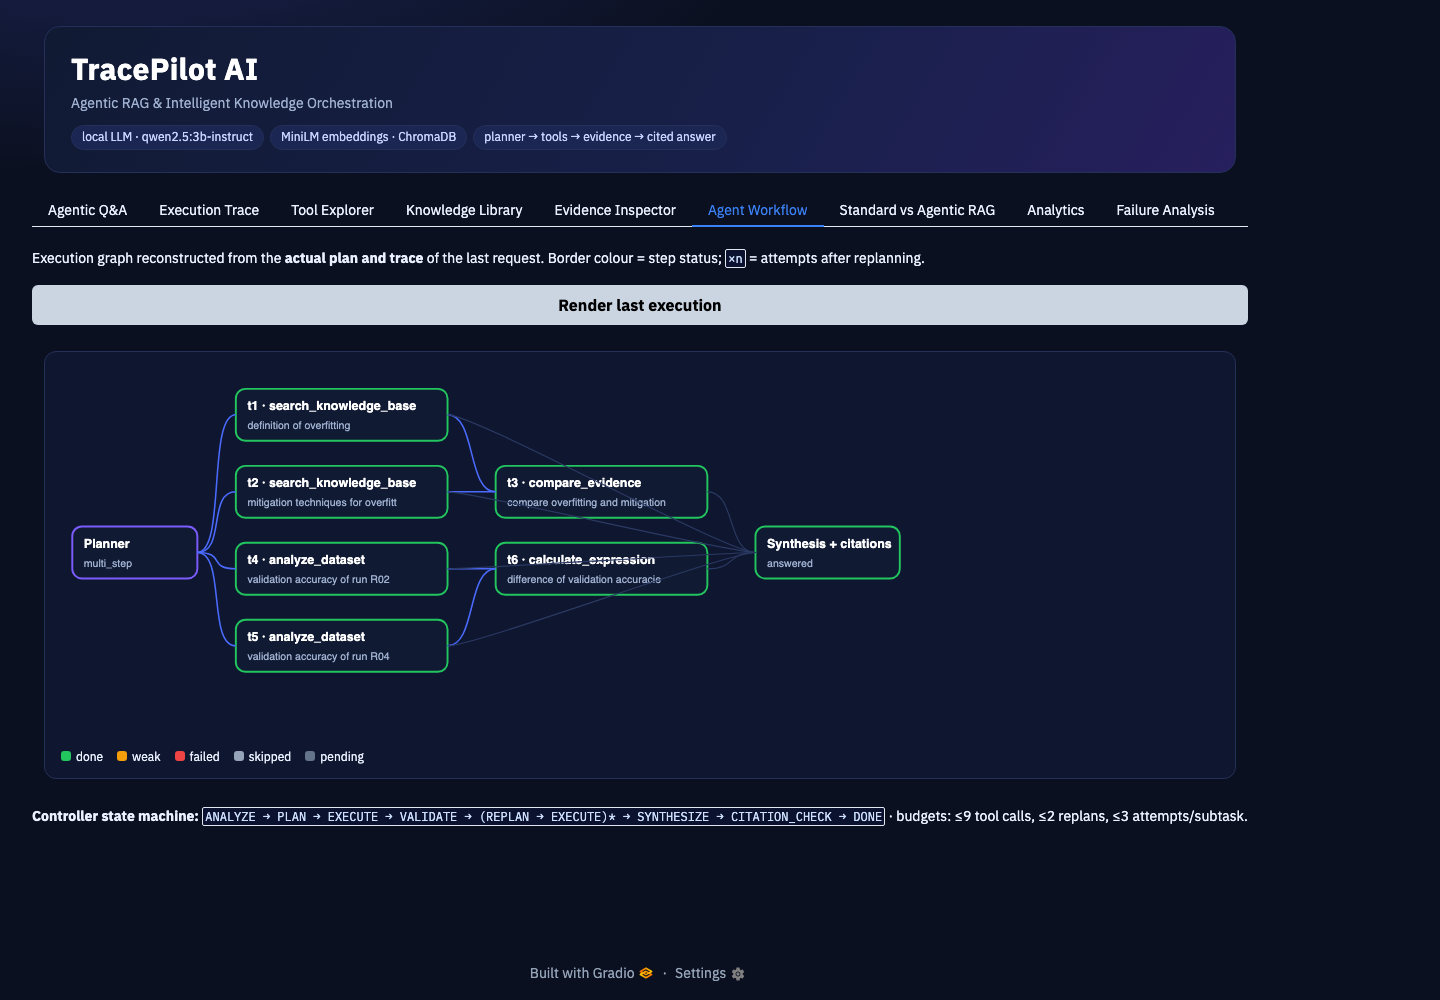 TracePilot AI
Agentic RAG & Intelligent Knowledge Orchestration
local LLM · qwen2.5:3b-instruct
MiniLM embeddings · ChromaDB
planner → tools → evidence → cited answer
Agentic Q&A
Execution Trace
Tool Explorer
Knowledge Library
Evidence Inspector
Agent Workflow
Standard vs Agentic RAG
Analytics
Failure Analysis
Execution graph reconstructed from the actual plan and trace of the last request. Border colour = step status; ×n = attempts after replanning.
Render last execution
Planner
multi_step
t1 · search_knowledge_base
definition of overfitting
t2 · search_knowledge_base
mitigation techniques for overfitt
t4 · analyze_dataset
validation accuracy of run R02
t5 · analyze_dataset
validation accuracy of run R04
t3 · compare_evidence
compare overfitting and mitigation
t6 · calculate_expression
difference of validation accuracie
Synthesis + citations
answered
done
weak
failed
skipped
pending
Controller state machine: ANALYZE → PLAN → EXECUTE → VALIDATE → (REPLAN → EXECUTE)* → SYNTHESIZE → CITATION_CHECK → DONE · budgets: ≤9 tool calls, ≤2 replans, ≤3 attempts/subtask.
Built with Gradio · Settings